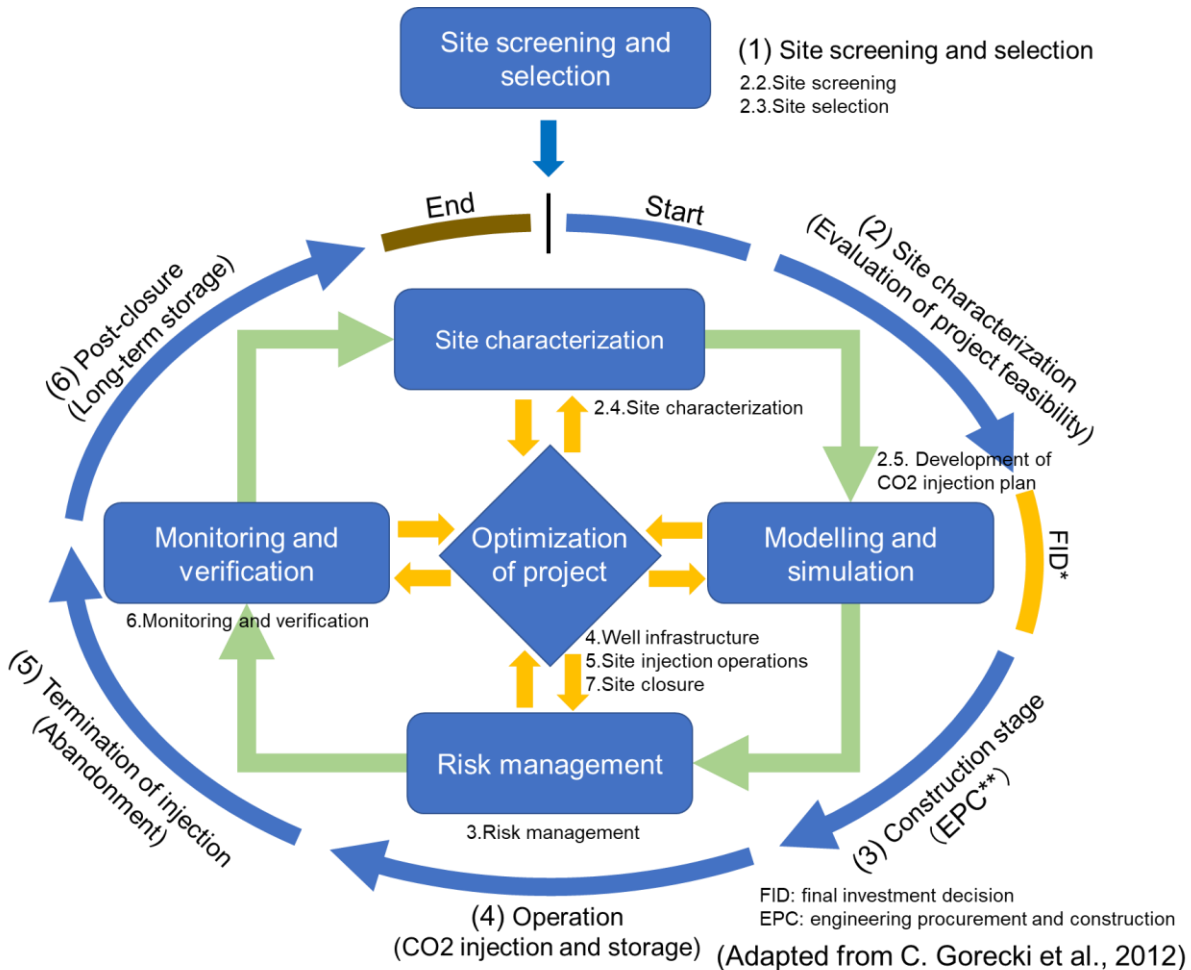 Site screening and
selection
(1) Site screening and selection
2.2.Site screening
2.3.Site selection
End
Start
(2) Site characterization
(Evaluation of project feasibility)
(6) Post-closure
(Long-term storage)
Site characterization
2.4.Site characterization
2.5. Development of
CO2 injection plan
FID*
Monitoring and
verification
Optimization
of project
Modelling and
simulation
6.Monitoring and verification
4.Well infrastructure
5.Site injection operations
7.Site closure
(5) Termination of injection
(Abandonment)
Risk management
3.Risk management
(3) Construction stage
(EPC**)
(4) Operation
(CO2 injection and storage)
FID: final investment decision
EPC: engineering procurement and construction
(Adapted from C. Gorecki et al., 2012)